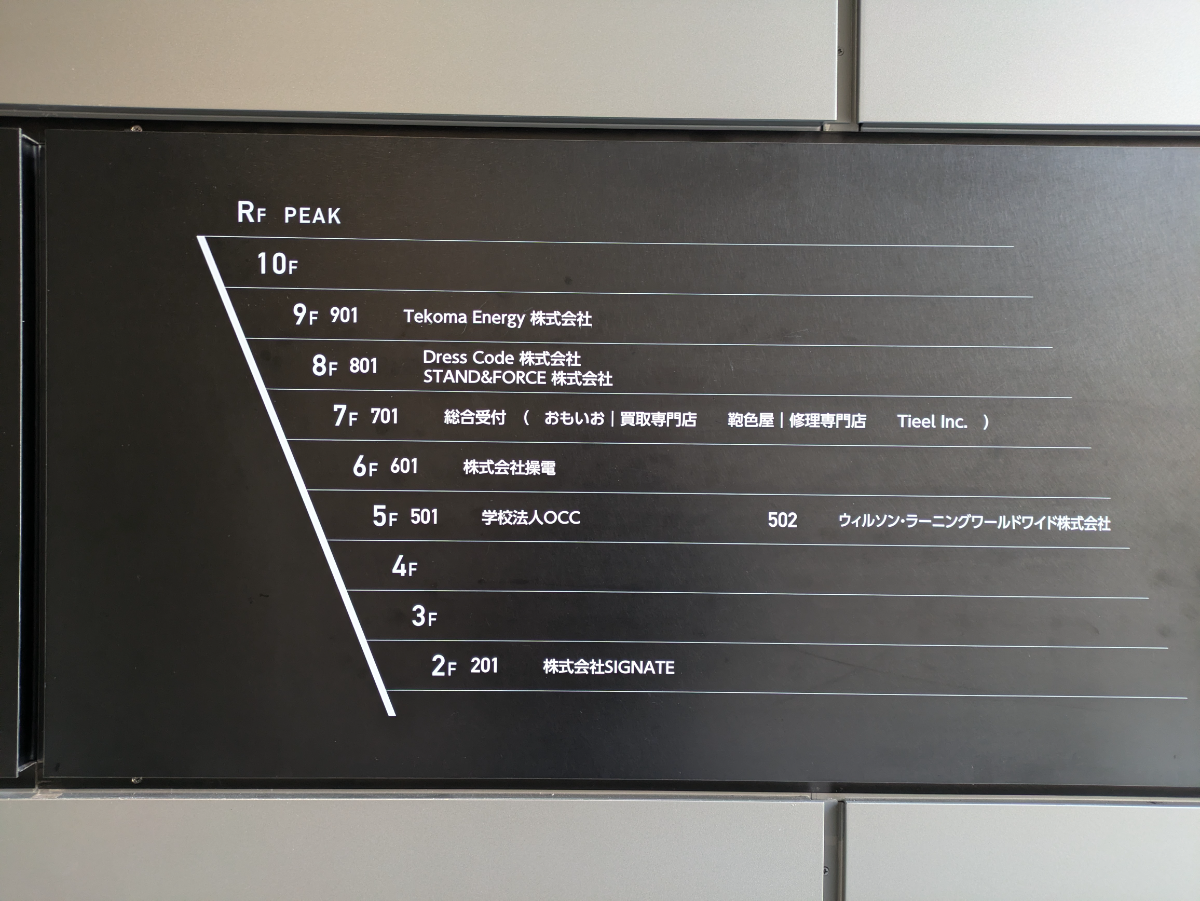 RF PEAK
10F
9F 901 Tekoma Energy 株式会社
8F 801 Dress Code 株式会社
STAND&FORCE 株式会社
7F 701 総合受付 ( おもいお｜買取専門店 鞄色屋｜修理専門店 Tieel Inc. )
6F 601 株式会社操電
5F 501 学校法人OCC 502 ウィルソン・ラーニングワールドワイド株式会社
4F
3F
2F 201 株式会社SIGNATE